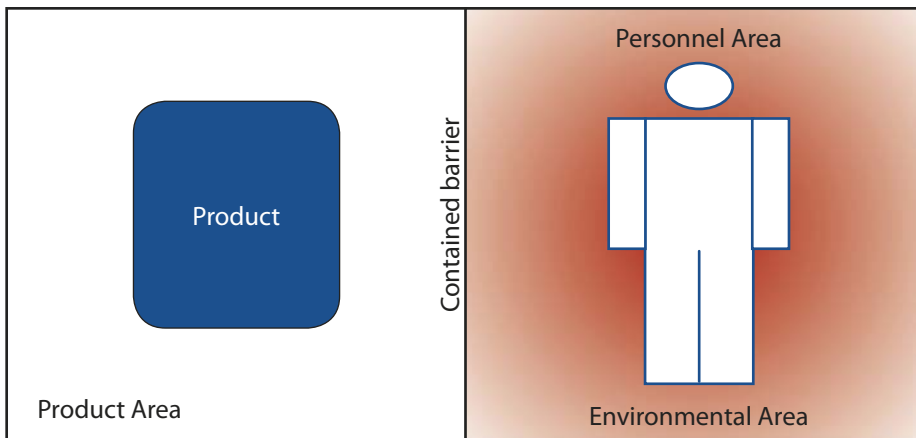 Product
Product Area
Contained barrier
Personnel Area
Environmental Area